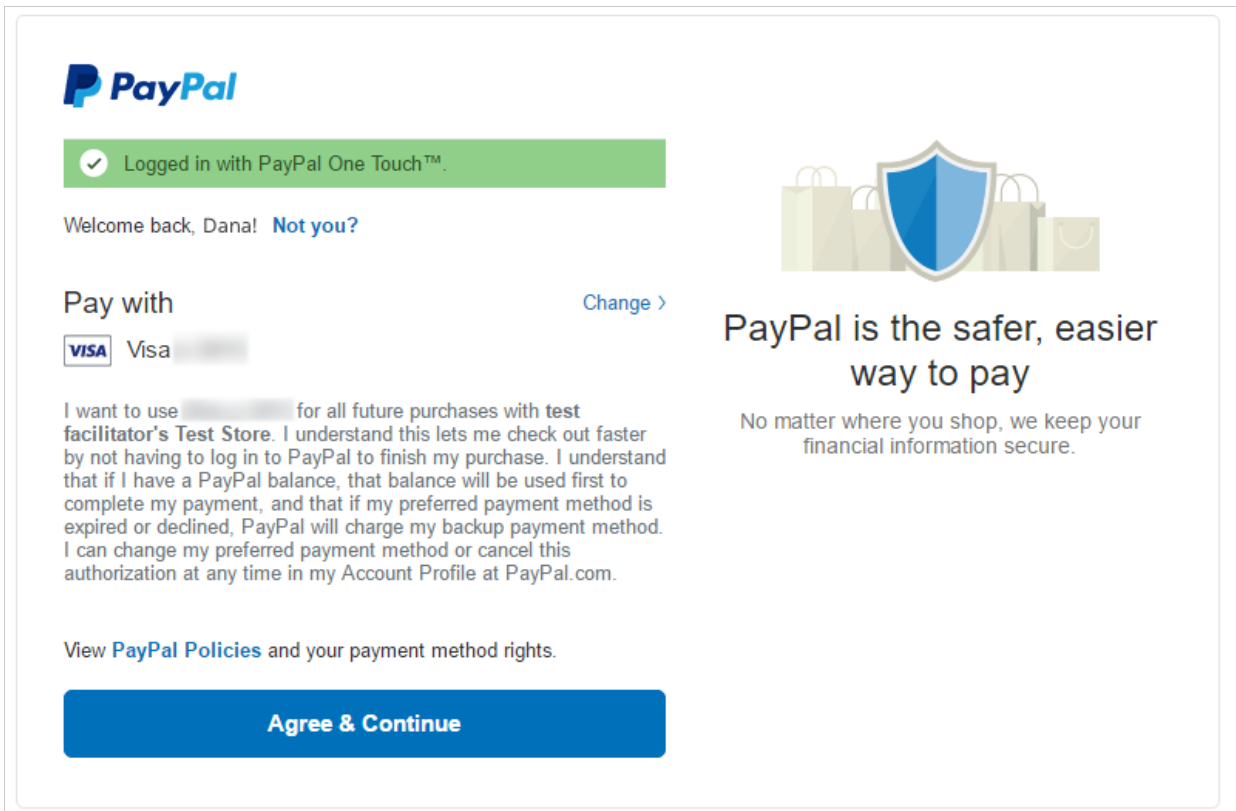 PayPal
Logged in with PayPal One Touch™.
Welcome back, Dana! Not you?
Pay with
Change >
VISA Visa
I want to use for all future purchases with test
facilitator's Test Store. I understand this lets me check out faster
by not having to log in to PayPal to finish my purchase. I understand
that if I have a PayPal balance, that balance will be used first to
complete my payment, and that if my preferred payment method is
expired or declined, PayPal will charge my backup payment method.
I can change my preferred payment method or cancel this
authorization at any time in my Account Profile at PayPal.com.
View PayPal Policies and your payment method rights.
Agree & Continue
PayPal is the safer, easier
way to pay
No matter where you shop, we keep your
financial information secure.